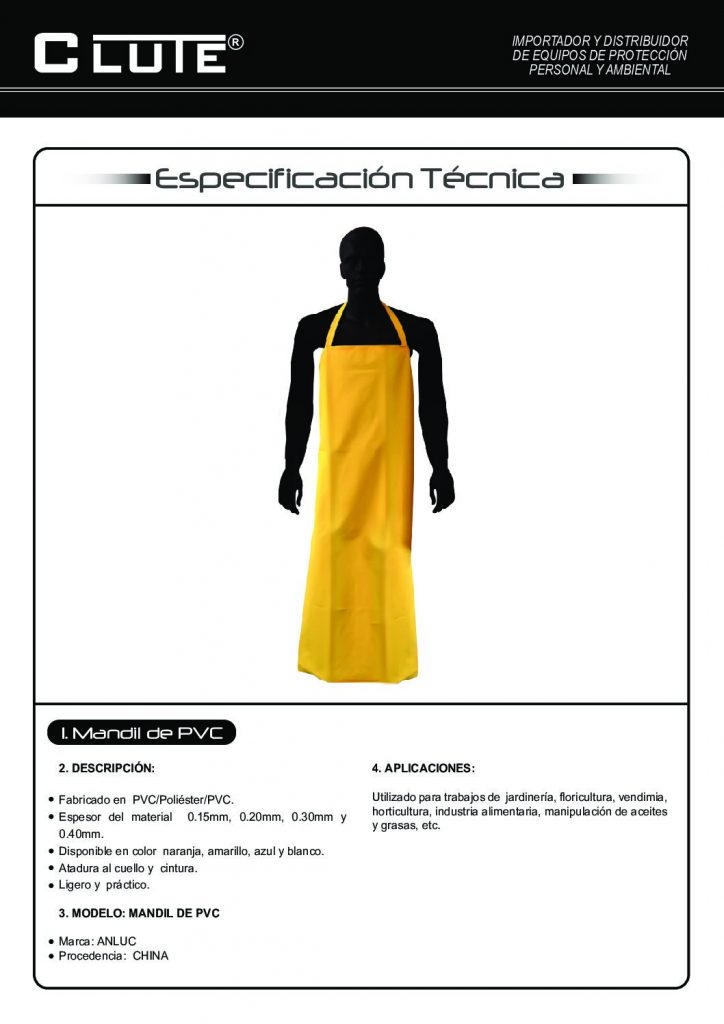 CLUTE®
IMPORTADOR Y DISTRIBUIDOR
DE EQUIPOS DE PROTECCIÓN
PERSONAL Y AMBIENTAL
Especificación Técnica
1. Mandil de PVC
2. DESCRIPCIÓN:
• Fabricado en PVC/Poliéster/PVC.
• Espesor del material 0.15mm, 0.20mm, 0.30mm y
0.40mm.
• Disponible en color naranja, amarillo, azul y blanco.
• Atadura al cuello y cintura.
• Ligero y práctico.
3. MODELO: MANDIL DE PVC
• Marca: ANLUC
• Procedencia: CHINA
4. APLICACIONES:
Utilizado para trabajos de jardinería, floricultura, vendimia,
horticultura, industria alimentaria, manipulación de aceites
y grasas, etc.